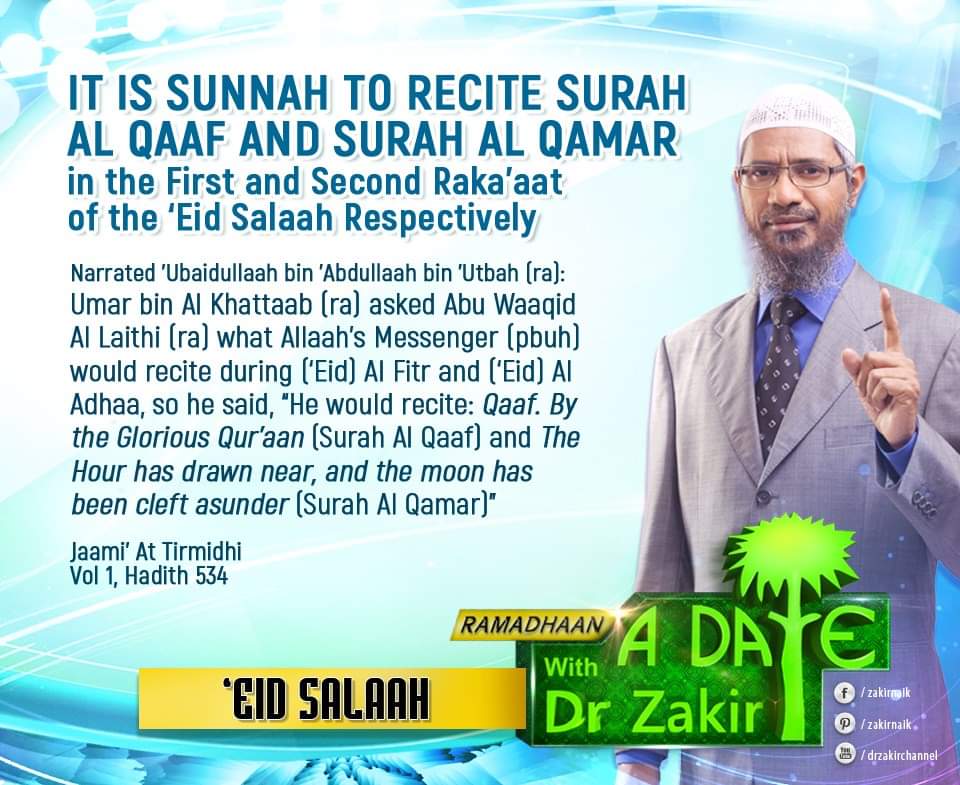 IT IS SUNNAH TO RECITE SURAH
AL QAAF AND SURAH AL QAMAR
in the First and Second Raka'aat
of the 'Eid Salaah Respectively
Narrated 'Ubaidullaah bin 'Abdullaah bin 'Utbah (ra):
Umar bin Al Khattaab (ra) asked Abu Waaqid
Al Laithi (ra) what Allaah's Messenger (pbuh)
would recite during ('Eid) Al Fitr and ('Eid) Al
Adhaa, so he said, "He would recite: Qaaf. By
the Glorious Qur'aan (Surah Al Qaaf) and The
Hour has drawn near, and the moon has
been cleft asunder (Surah Al Qamar)"
Jaami' At Tirmidhi
Vol 1, Hadith 534
'EID SALAAH
RAMADHAAN
A DATE
With
Dr Zakir
f / zakirnaik
/ zakirnaik
You Tube / drzakirchannel